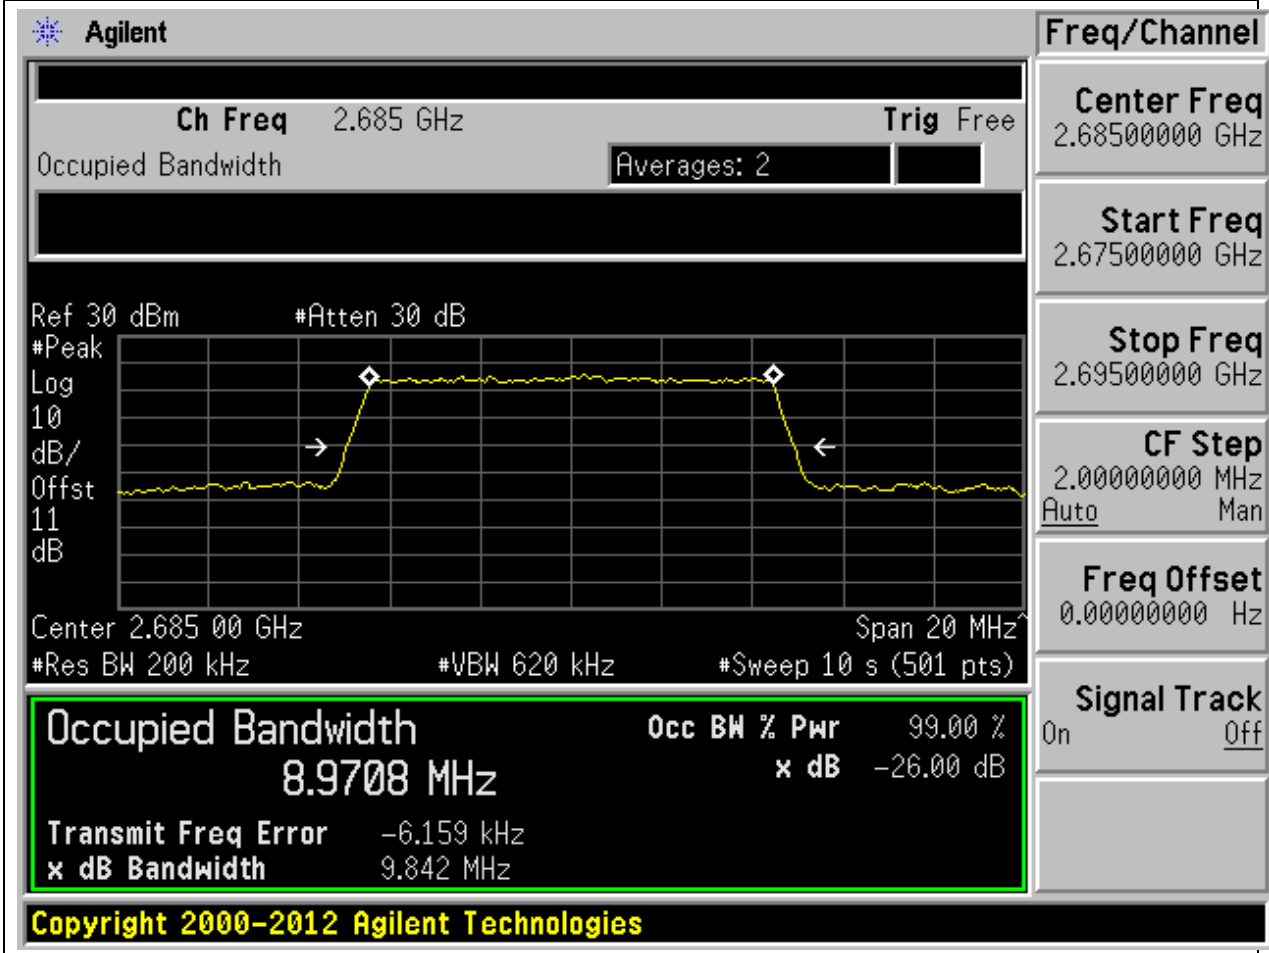 Agilent
Freq/Channel
Ch Freq 2.685 GHz Trig Free
Occupied Bandwidth Averages: 2
Center Freq
2.68500000 GHz
Start Freq
2.67500000 GHz
Stop Freq
2.69500000 GHz
CF Step
2.00000000 MHz
Auto Man
Freq Offset
0.00000000 Hz
Signal Track
On Off
Ref 30 dBm #Atten 30 dB
#Peak
Log
10
dB/
Offst
11
dB
Center 2.685 00 GHz Span 20 MHz^
#Res BW 200 kHz #VBW 620 kHz #Sweep 10 s (501 pts)
Occupied Bandwidth Occ BW % Pwr 99.00 %
8.9708 MHz x dB -26.00 dB
Transmit Freq Error -6.159 kHz
x dB Bandwidth 9.842 MHz
Copyright 2000-2012 Agilent Technologies